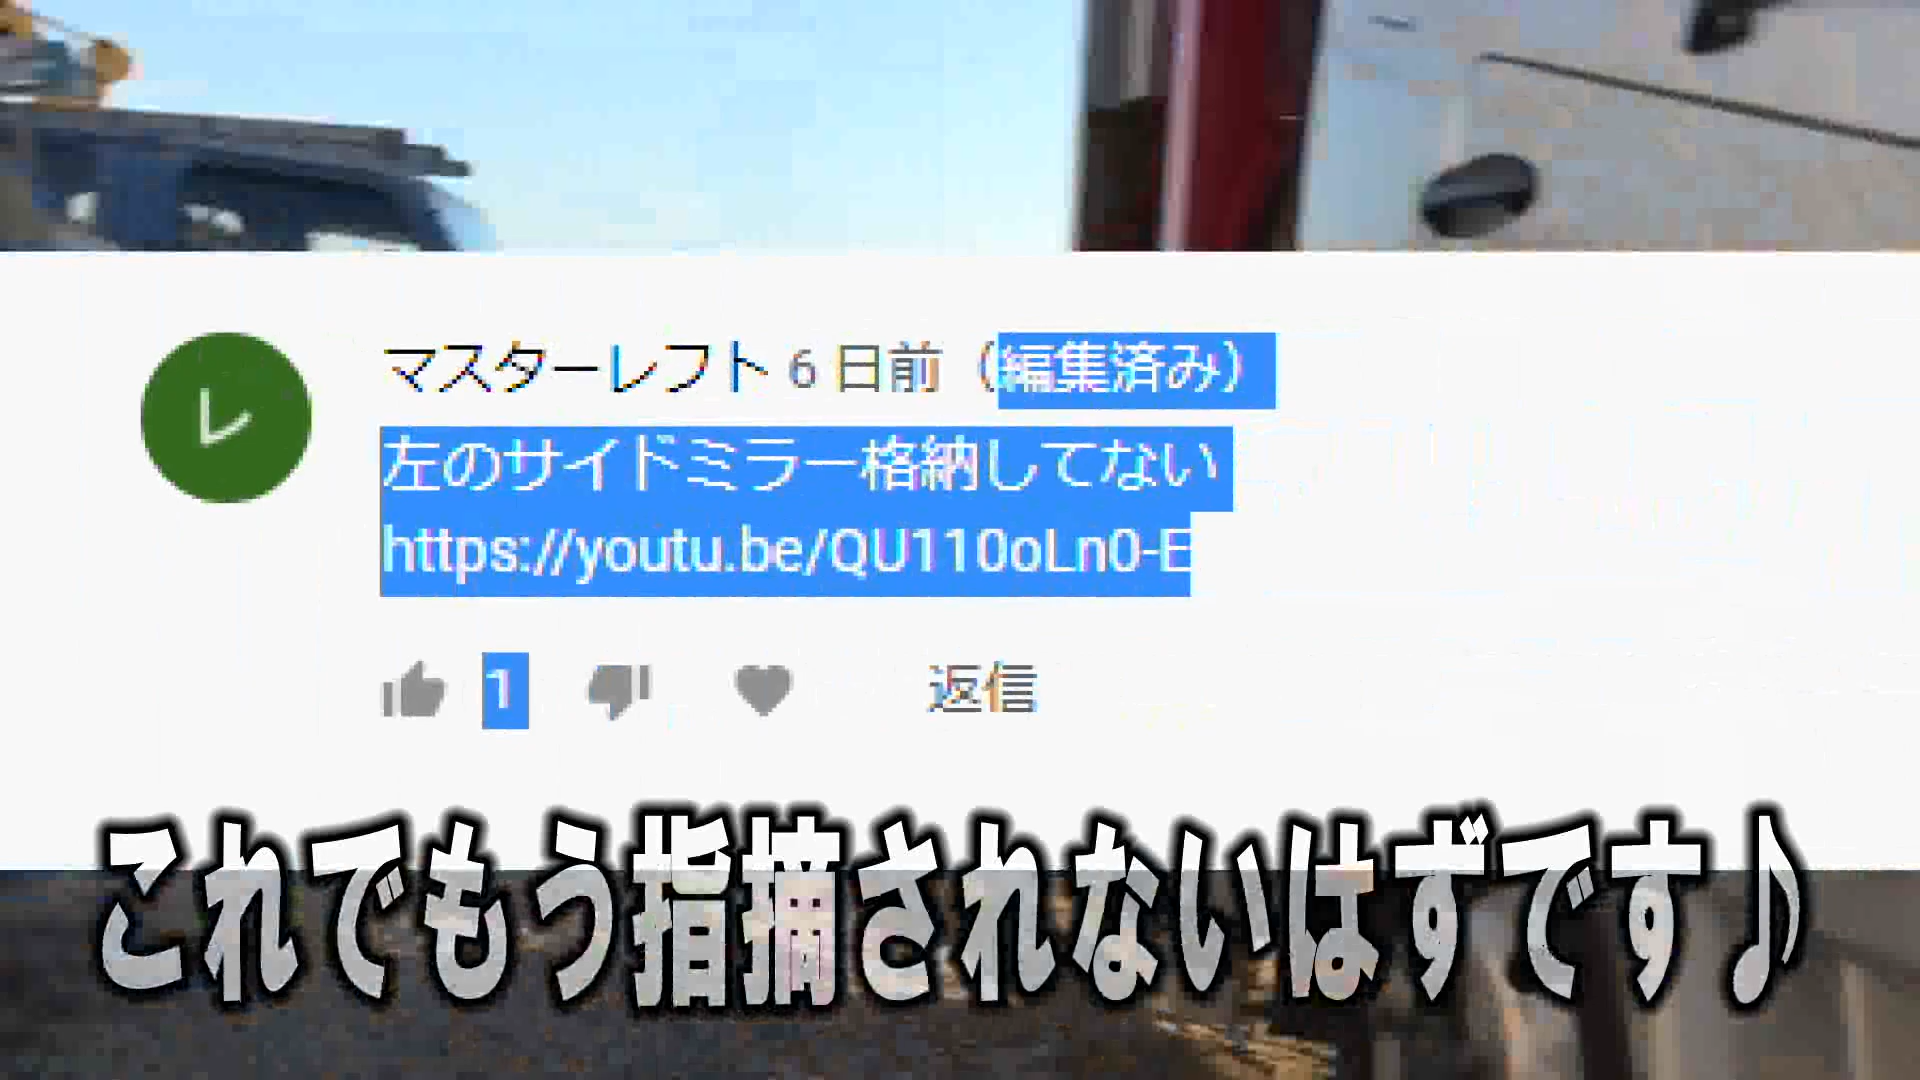 レ
マスターレフト 6 日前（編集済み）
左のサイドミラー格納してない
https://youtu.be/QU110oLn0-E
1
返信
これでもう指摘されないはずです♪